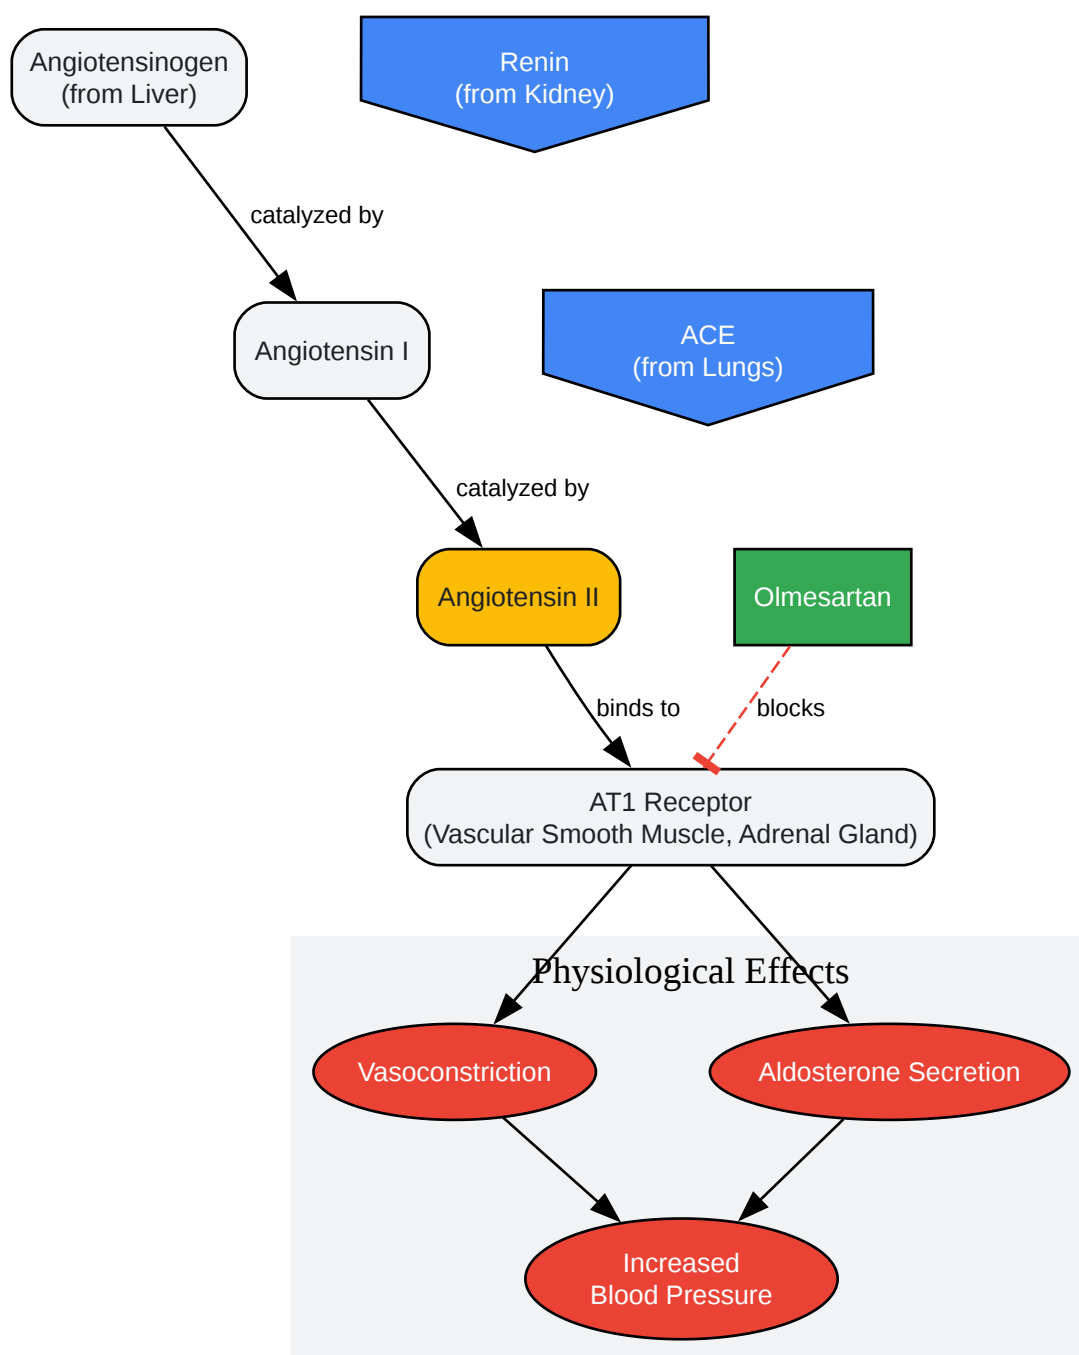 Angiotensinogen
(from Liver)
Renin
(from Kidney)
catalyzed by
Angiotensin I
ACE
(from Lungs)
catalyzed by
Angiotensin II
Olmesartan
binds to
blocks
AT1 Receptor
(Vascular Smooth Muscle, Adrenal Gland)
Physiological Effects
Vasoconstriction
Aldosterone Secretion
Increased
Blood Pressure